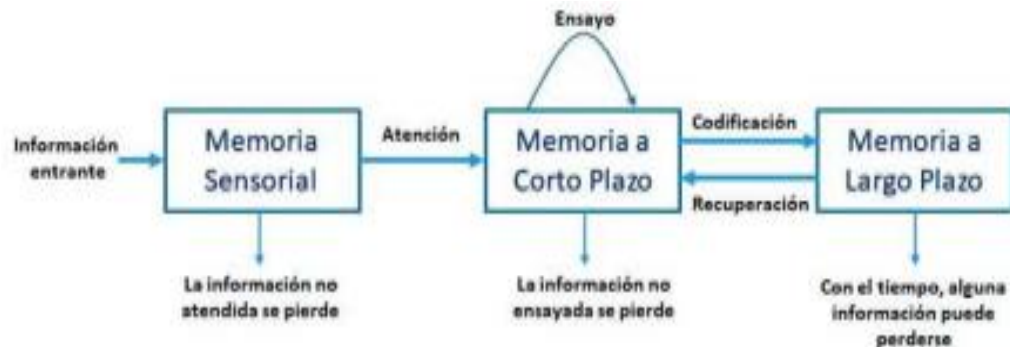 Ensayo
Información
entrante
Memoria
Sensorial
Atención
Memoria a
Corto Plazo
Codificación
Recuperación
Memoria a
Largo Plazo
La información no
atendida se pierde
La información no
ensayada se pierde
Con el tiempo, alguna
información puede
perderse